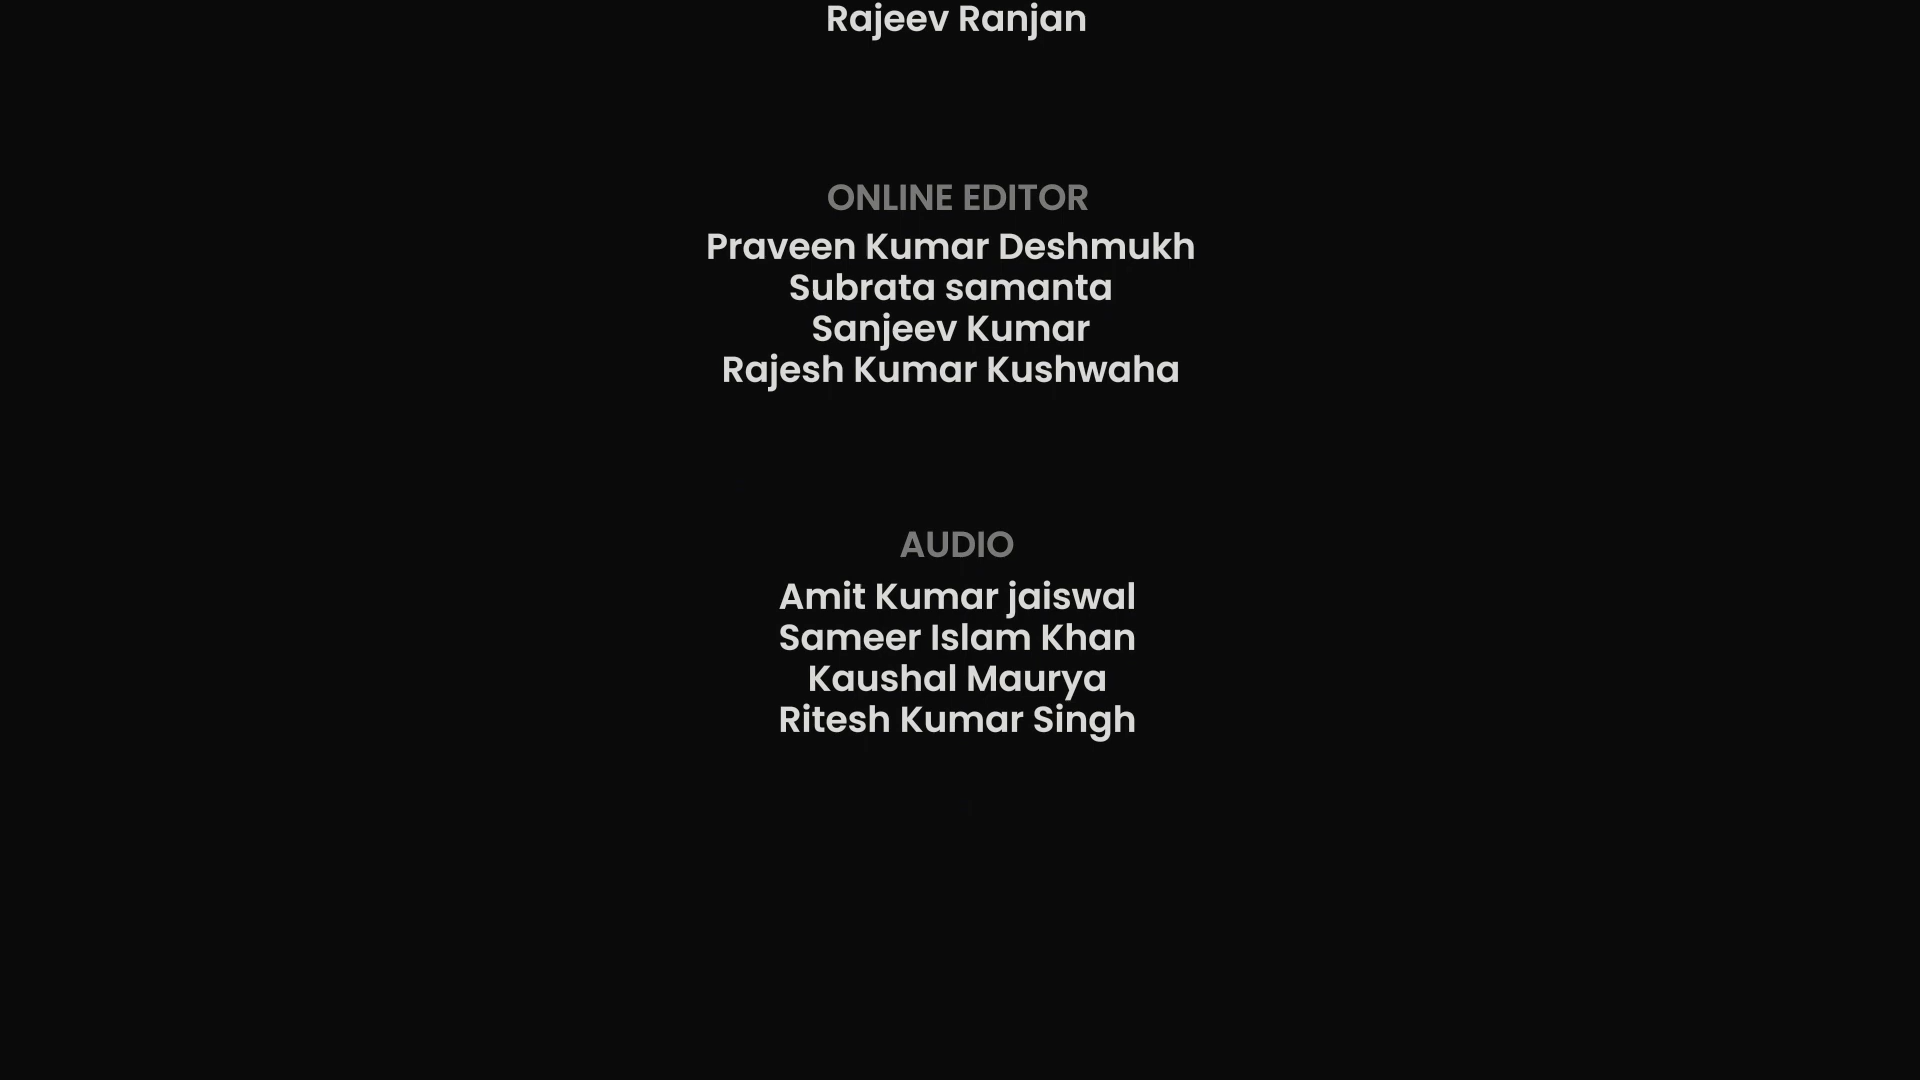 Rajeev Ranjan
ONLINE EDITOR
Praveen Kumar Deshmukh
Subrata samanta
Sanjeev Kumar
Rajesh Kumar Kushwaha
AUDIO
Amit Kumar jaiswal
Sameer Islam Khan
Kaushal Maurya
Ritesh Kumar Singh